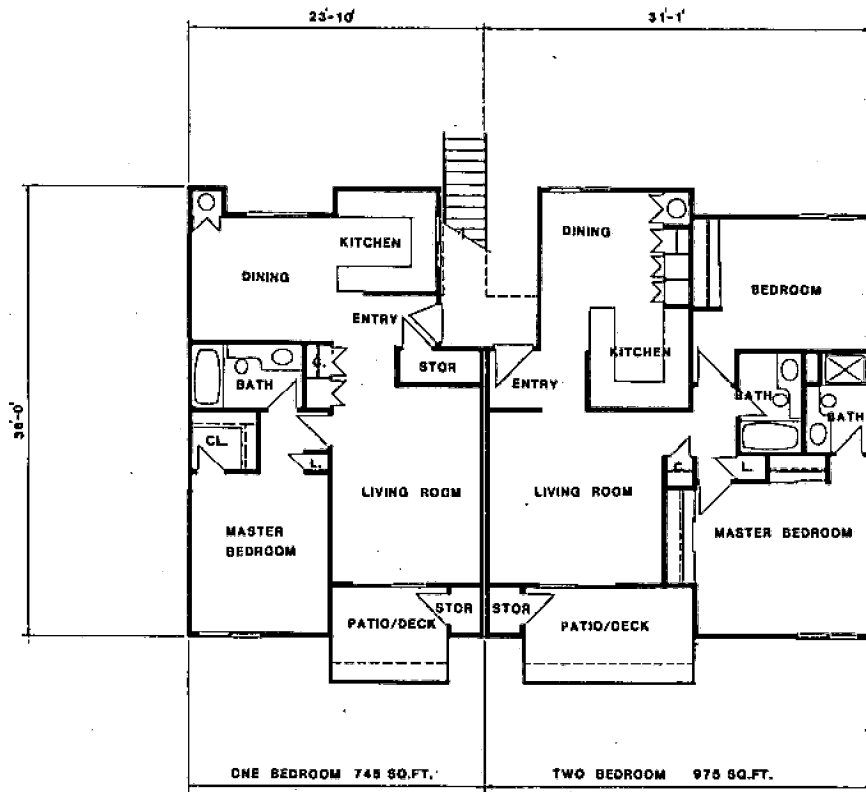 23'-10'
31'-1'
36'-0'
KITCHEN
DINING
ENTRY
STOR
C.
BATH
CL.
L.
LIVING ROOM
MASTER
BEDROOM
STOR
PATIO/DECK
DINING
BEDROOM
KITCHEN
ENTRY
BATH
BATH
C.
L.
LIVING ROOM
MASTER BEDROOM
STOR
PATIO/DECK
ONE BEDROOM 745 SQ.FT.
TWO BEDROOM 975 SQ.FT.